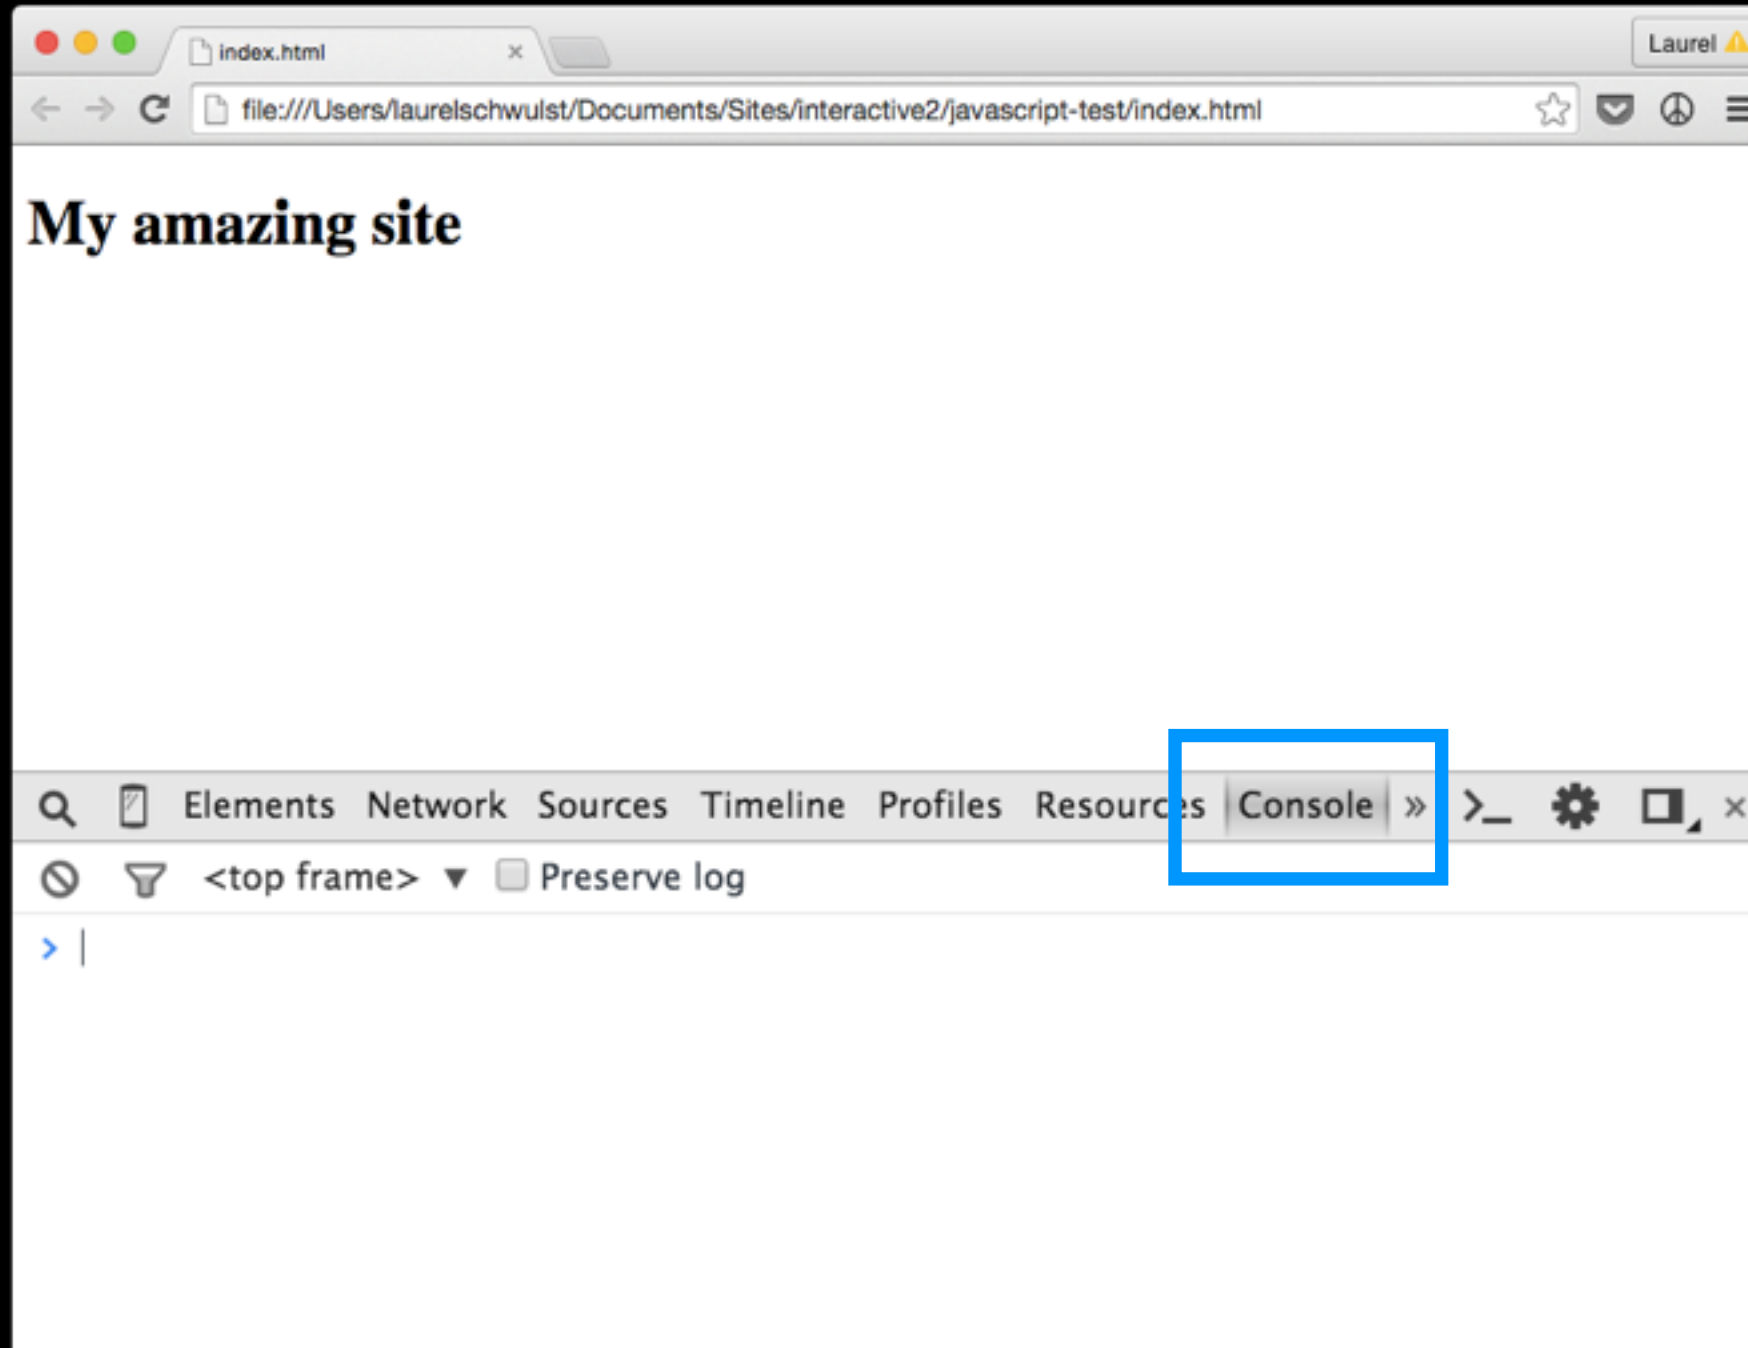 index.html
Laurel
file:///Users/laurelschwulst/Documents/Sites/interactive2/javascript-test/index.html
My amazing site
Elements Network Sources Timeline Profiles Resources Console »
<top frame> ▼ Preserve log
>